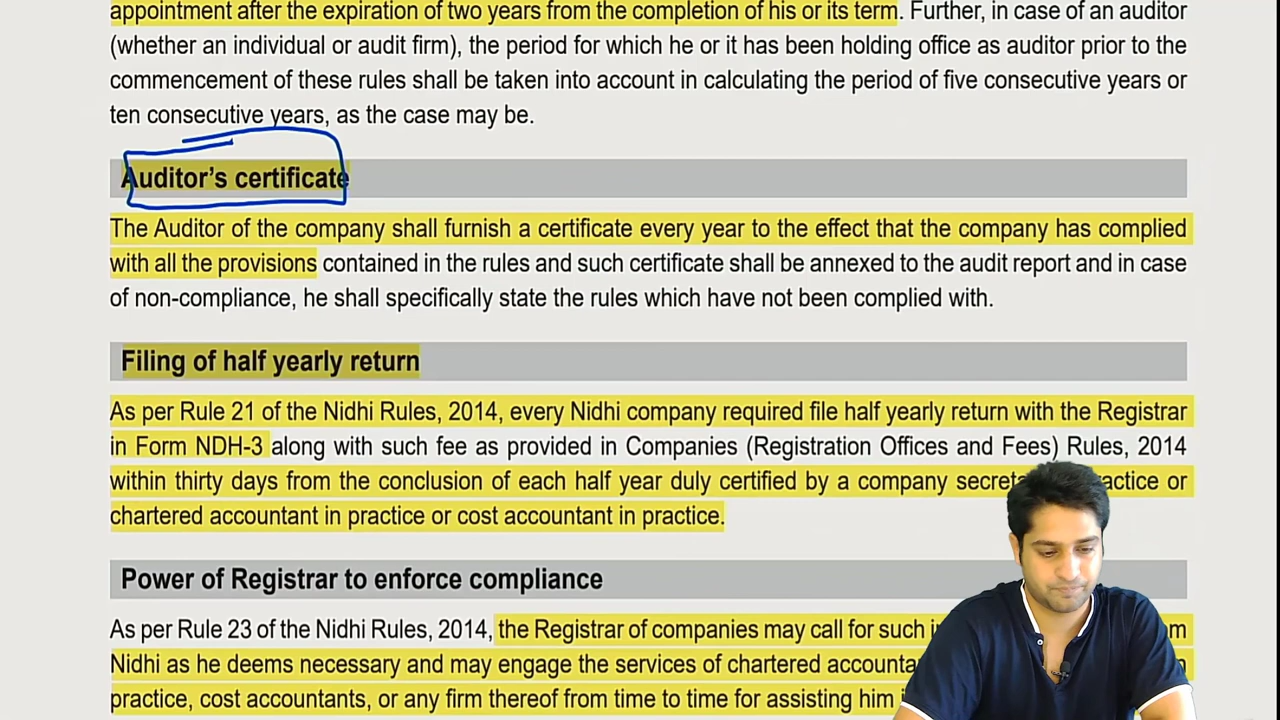 appointment after the expiration of two years from the completion of his or its term. Further, in case of an auditor
(whether an individual or audit firm), the period for which he or it has been holding office as auditor prior to the
commencement of these rules shall be taken into account in calculating the period of five consecutive years or
ten consecutive years, as the case may be.
Auditor’s certificate
The Auditor of the company shall furnish a certificate every year to the effect that the company has complied
with all the provisions contained in the rules and such certificate shall be annexed to the audit report and in case
of non-compliance, he shall specifically state the rules which have not been complied with.
Filing of half yearly return
As per Rule 21 of the Nidhi Rules, 2014, every Nidhi company required file half yearly return with the Registrar
in Form NDH-3 along with such fee as provided in Companies (Registration Offices and Fees) Rules, 2014
within thirty days from the conclusion of each half year duly certified by a company or
chartered accountant in practice or cost accountant in practice.
Power of Registrar to enforce compliance
As per Rule 23 of the Nidhi Rules, 2014, the Registrar of companies may call for such
Nidhi as he deems necessary and may engage the services of chartered
practice, cost accountants, or any firm thereof from time to time for assisting him